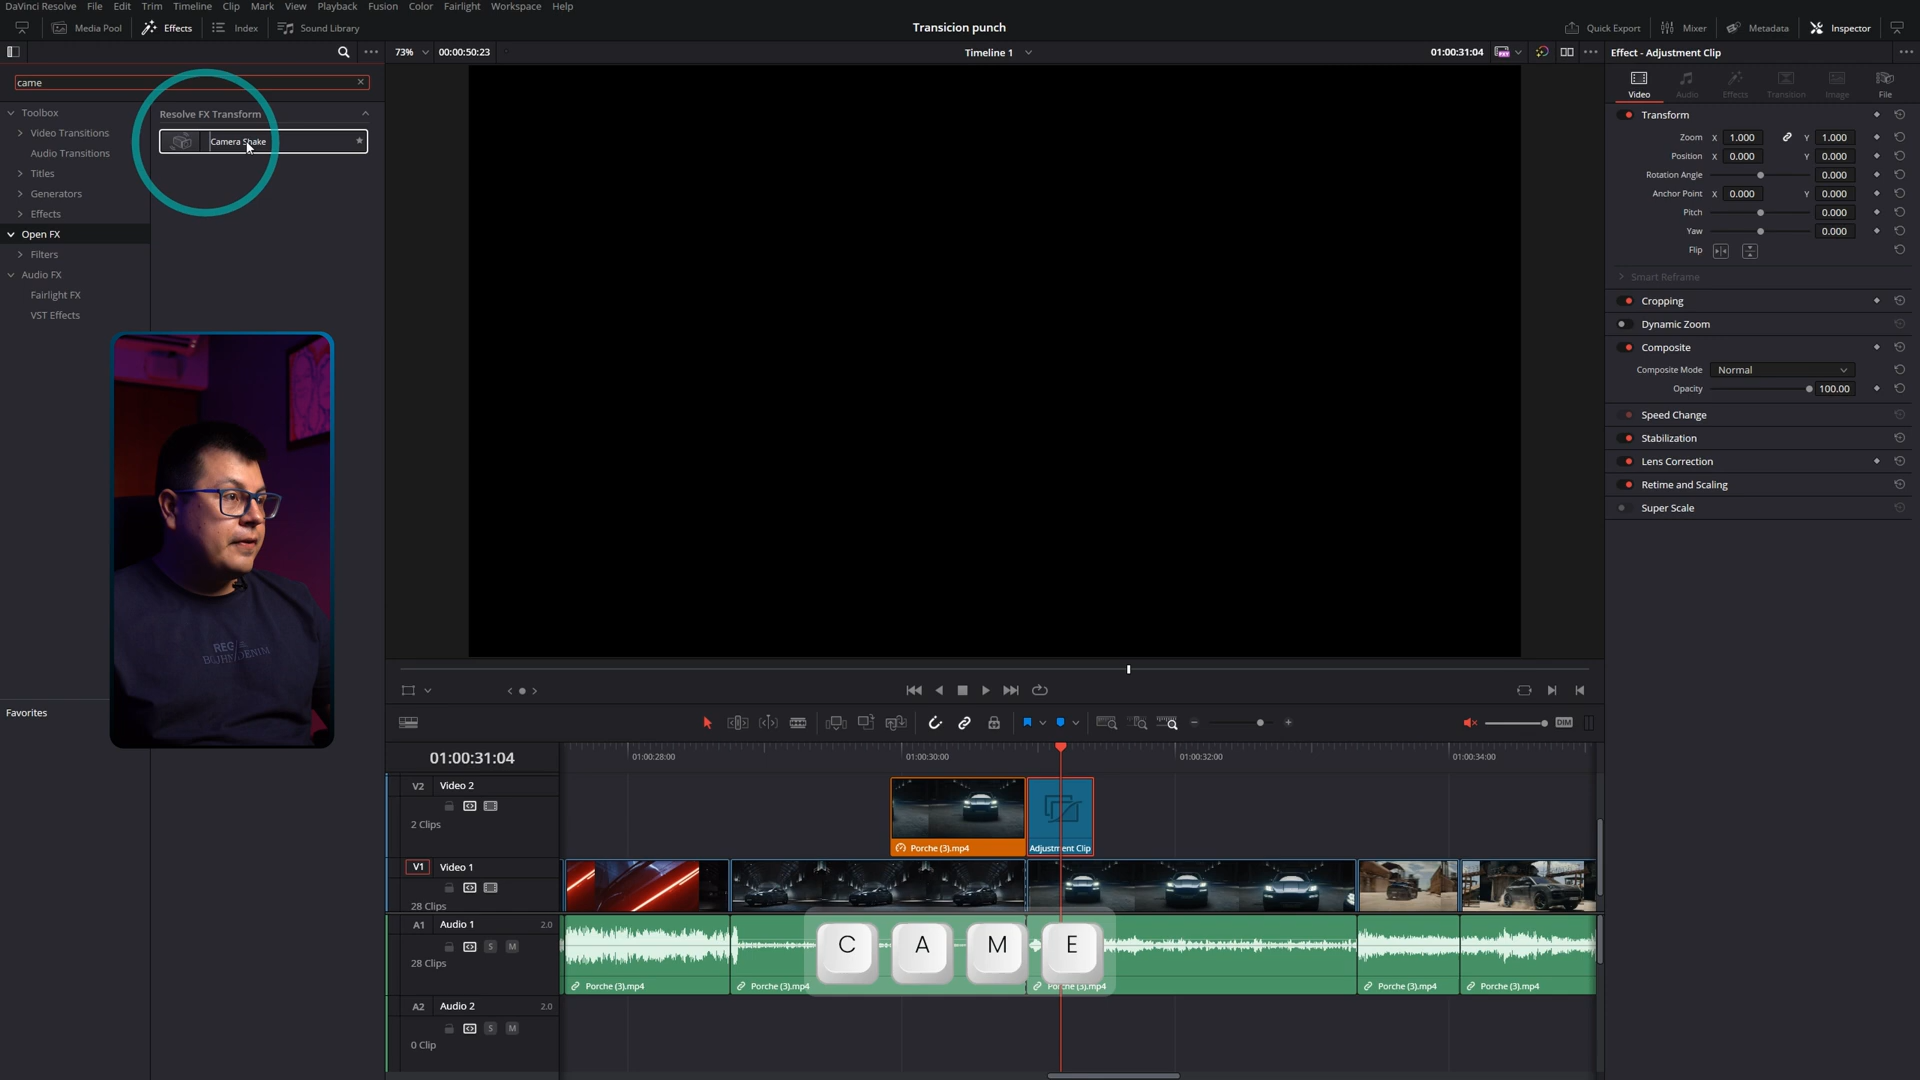 DaVinci Resolve File Edit Trim Timeline Clip Mark View Playback Fusion Color Fairlight Workspace Help
Media Pool Effects Index Sound Library
Transicion punch
Quick Export Mixer Metadata Inspector
73% 00:00:50:23
Timeline 1
01:00:31:04
Effect - Adjustment Clip
came
Toolbox
Video Transitions
Audio Transitions
Titles
Generators
Effects
Open FX
Filters
Audio FX
Fairlight FX
VST Effects
Favorites
Resolve FX Transform
Camera Shake
Video Audio Effects Transition Image File
Transform
Zoom X 1.000 Y 1.000
Position X 0.000 Y 0.000
Rotation Angle 0.000
Anchor Point X 0.000 Y 0.000
Pitch 0.000
Yaw 0.000
Flip
Smart Reframe
Cropping
Dynamic Zoom
Composite
Composite Mode Normal
Opacity 100.00
Speed Change
Stabilization
Lens Correction
Retime and Scaling
Super Scale
DIM
01:00:31:04
01:00:28:00 01:00:30:00 01:00:32:00 01:00:34:00
V2 Video 2
2 Clips
Porche (3).mp4 Adjustment Clip
V1 Video 1
28 Clips
A1 Audio 1 2.0
S M
28 Clips
Porche (3).mp4 Porche (3).mp4 Porche (3).mp4 Porche (3).mp4 Porche (3).mp4
C A M E
A2 Audio 2 2.0
S M
0 Clip